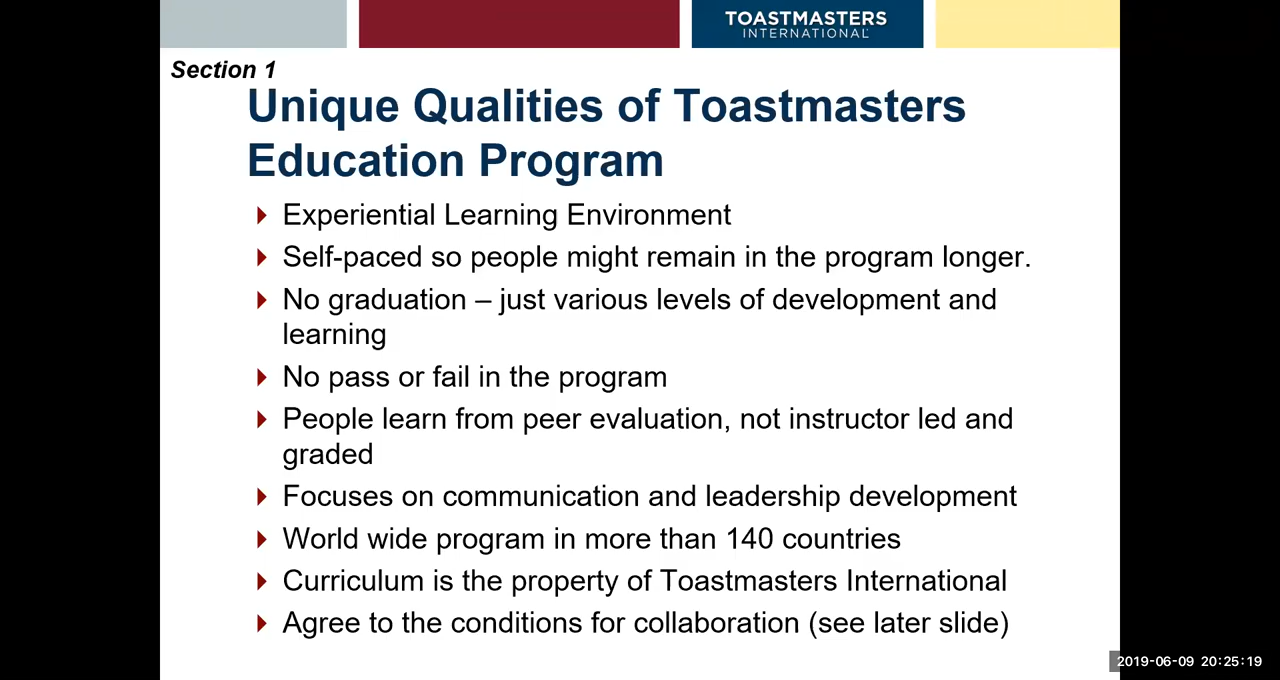 TOASTMASTERS
INTERNATIONAL
Section 1
Unique Qualities of Toastmasters
Education Program
Experiential Learning Environment
Self-paced so people might remain in the program longer.
No graduation – just various levels of development and
learning
No pass or fail in the program
People learn from peer evaluation, not instructor led and
graded
Focuses on communication and leadership development
World wide program in more than 140 countries
Curriculum is the property of Toastmasters International
Agree to the conditions for collaboration (see later slide)
2019-06-09 20:25:19